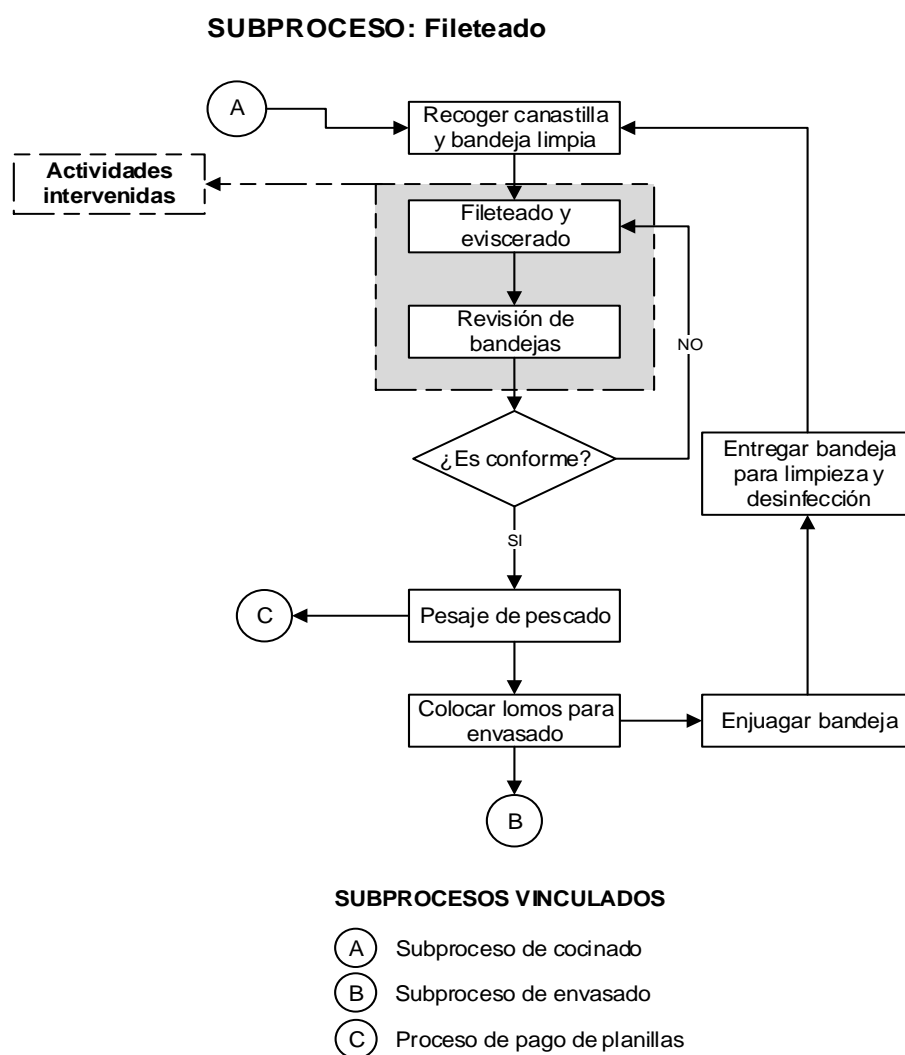 SUBPROCESO: Fileteado
A
Recoger canastilla
y bandeja limpia
Actividades
intervenidas
Fileteado y
eviscerado
Revisión de
bandejas
NO
¿Es conforme?
Entregar bandeja
para limpieza y
desinfección
SI
C
Pesaje de pescado
Colocar lomos para
envasado
Enjuagar bandeja
B
SUBPROCESOS VINCULADOS
A Subproceso de cocinado
B Subproceso de envasado
C Proceso de pago de planillas